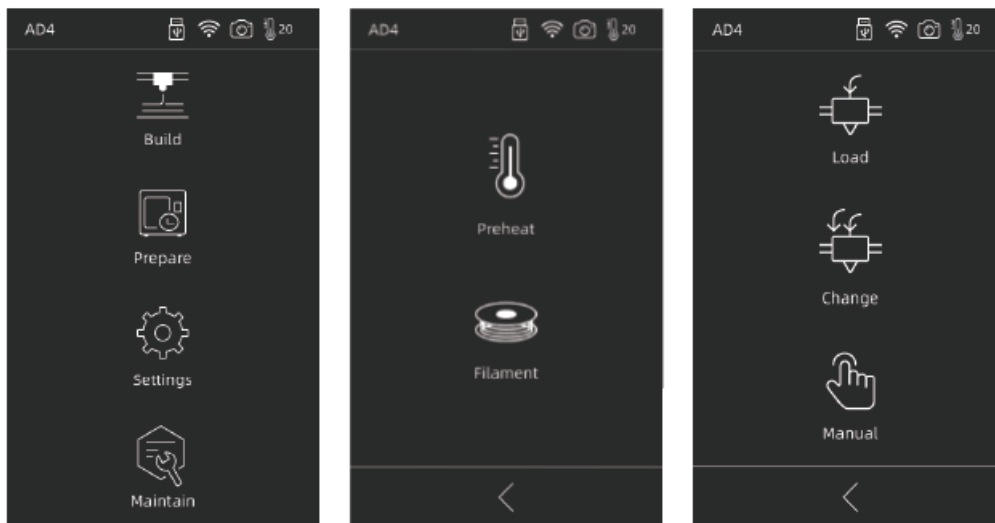 AD4 20
Build
Prepare
Settings
Maintain
AD4 20
Preheat
Filament
AD4 20
Load
Change
Manual